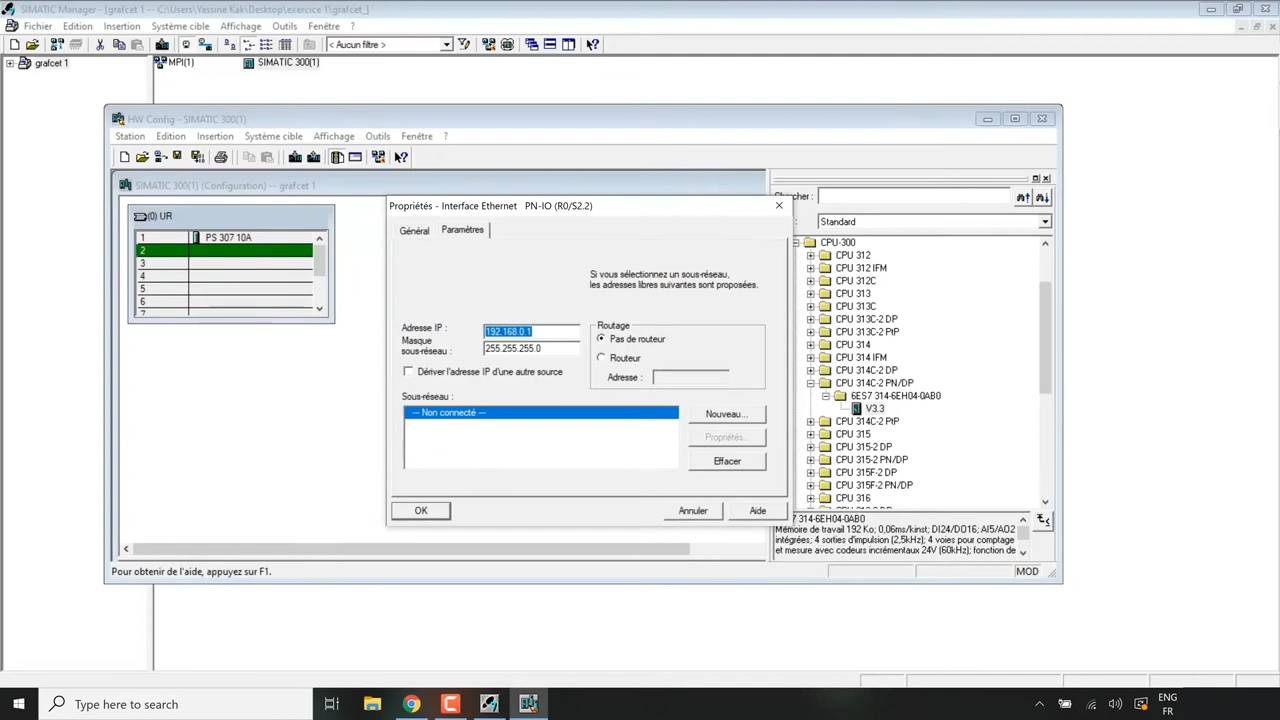 SIMATIC Manager - [grafcet 1 -- C:\Users\Yassine Kak\Desktop\exercice 1\grafcet_]
Fichier Edition Insertion Système cible Affichage Outils Fenêtre ?
< Aucun filtre >
grafcet 1
MPI(1)
SIMATIC 300(1)
HW Config - SIMATIC 300(1)
Station Edition Insertion Système cible Affichage Outils Fenêtre ?
SIMATIC 300(1) (Configuration) -- grafcet 1
(0) UR
1 PS 307 10A
2
3
4
5
6
7
Propriétés - Interface Ethernet PN-IO (R0/S2.2)
Général Paramètres
Si vous sélectionnez un sous-réseau,
les adresses libres suivantes sont proposées.
Adresse IP : 192.168.0.1
Masque
sous-réseau : 255.255.255.0
Dériver l'adresse IP d'une autre source
Routage
Pas de routeur
Routeur
Adresse :
Sous-réseau :
--- Non connecté ---
Nouveau...
Propriétés...
Effacer
OK
Annuler
Aide
Chercher :
Standard
CPU-300
CPU 312
CPU 312 IFM
CPU 312C
CPU 313
CPU 313C
CPU 313C-2 DP
CPU 313C-2 PtP
CPU 314
CPU 314 IFM
CPU 314C-2 DP
CPU 314C-2 PN/DP
6ES7 314-6EH04-0AB0
V3.3
CPU 314C-2 PtP
CPU 315
CPU 315-2 DP
CPU 315-2 PN/DP
CPU 315F-2 DP
CPU 315F-2 PN/DP
CPU 316
S7 314-6EH04-0AB0
Mémoire de travail 192 Ko; 0,06ms/kinst; DI24/DO16; AI5/AO2
intégrées; 4 sorties d'impulsion (2,5kHz); 4 voies pour comptage
et mesure avec codeurs incrémentaux 24V (60kHz); fonction de
Pour obtenir de l'aide, appuyez sur F1.
MOD
Type here to search
ENG
FR